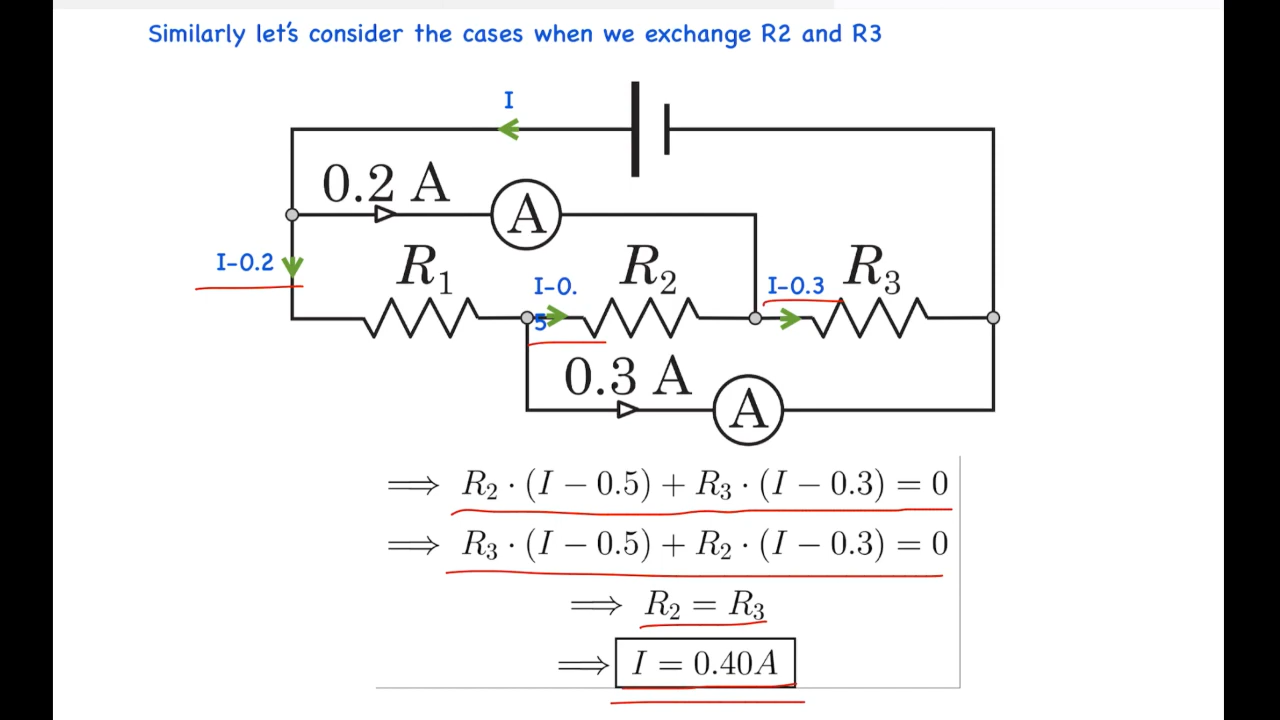 Similarly let's consider the cases when we exchange R2 and R3
I
0.2 A
A
I-0.2
R₁
I-0.
5
R₂
I-0.3
R₃
0.3 A
A
⟹ R₂ · (I − 0.5) + R₃ · (I − 0.3) = 0
⟹ R₃ · (I − 0.5) + R₂ · (I − 0.3) = 0
⟹ R₂ = R₃
⟹ I = 0.40A